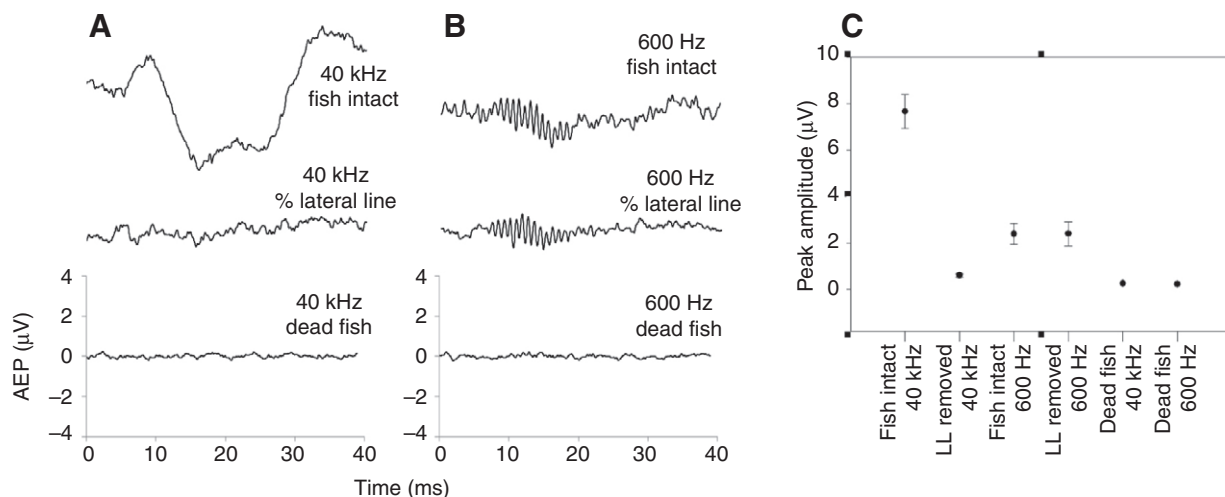 A
40 kHz
fish intact
40 kHz
% lateral line
4
2
0
–2
–4
AEP (μV)
40 kHz
dead fish
0
10
20
30
40
B
600 Hz
fish intact
600 Hz
% lateral line
4
2
0
–2
–4
600 Hz
dead fish
0
10
20
30
40
Time (ms)
C
10
8
6
4
2
0
Peak amplitude (μV)
Fish intact
40 kHz
LL removed
40 kHz
Fish intact
600 Hz
LL removed
600 Hz
Dead fish
40 kHz
Dead fish
600 Hz